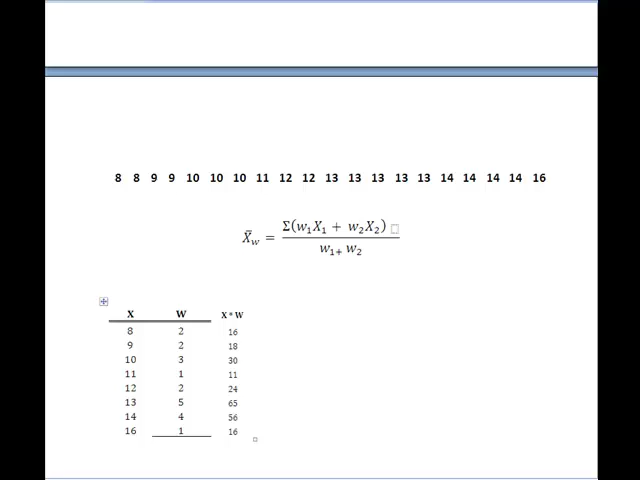 8 8 9 9 10 10 10 11 12 12 13 13 13 13 13 14 14 14 14 16
X̄w = Σ(w₁X₁ + w₂X₂) / w₁₊ w₂
X W X * W
8 2 16
9 2 18
10 3 30
11 1 11
12 2 24
13 5 65
14 4 56
16 1 16